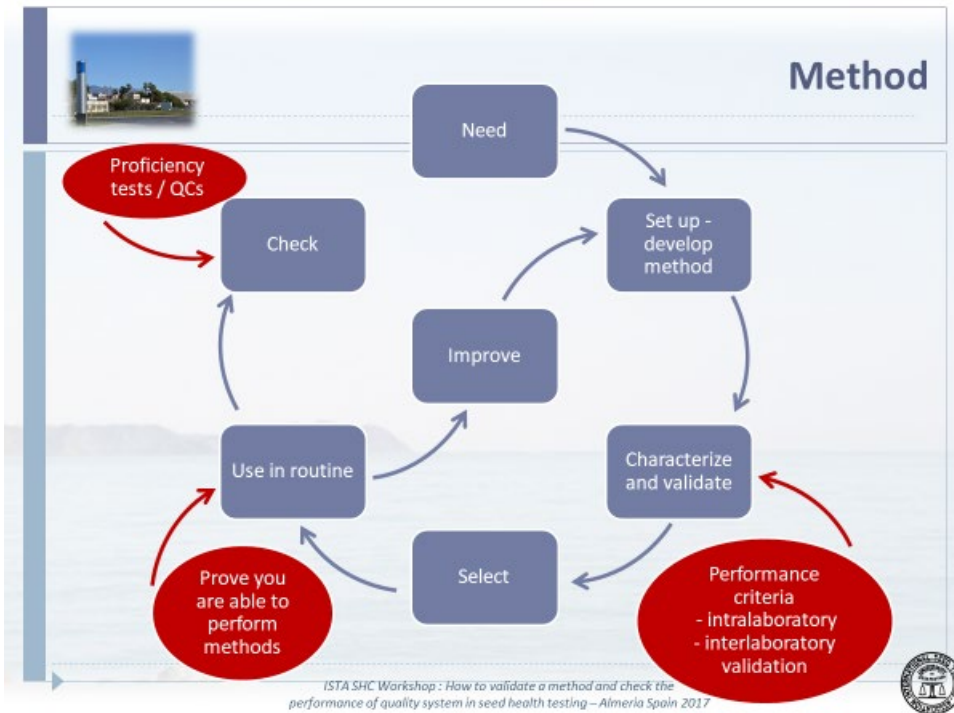 Method
Need
Proficiency
tests / QCs
Check
Set up -
develop
method
Improve
Use in routine
Characterize
and validate
Select
Prove you
are able to
perform
methods
Performance
criteria
- intralaboratory
- interlaboratory
validation
ISTA SHC Workshop : How to validate a method and check the
performance of quality system in seed health testing – Almeria Spain 2017